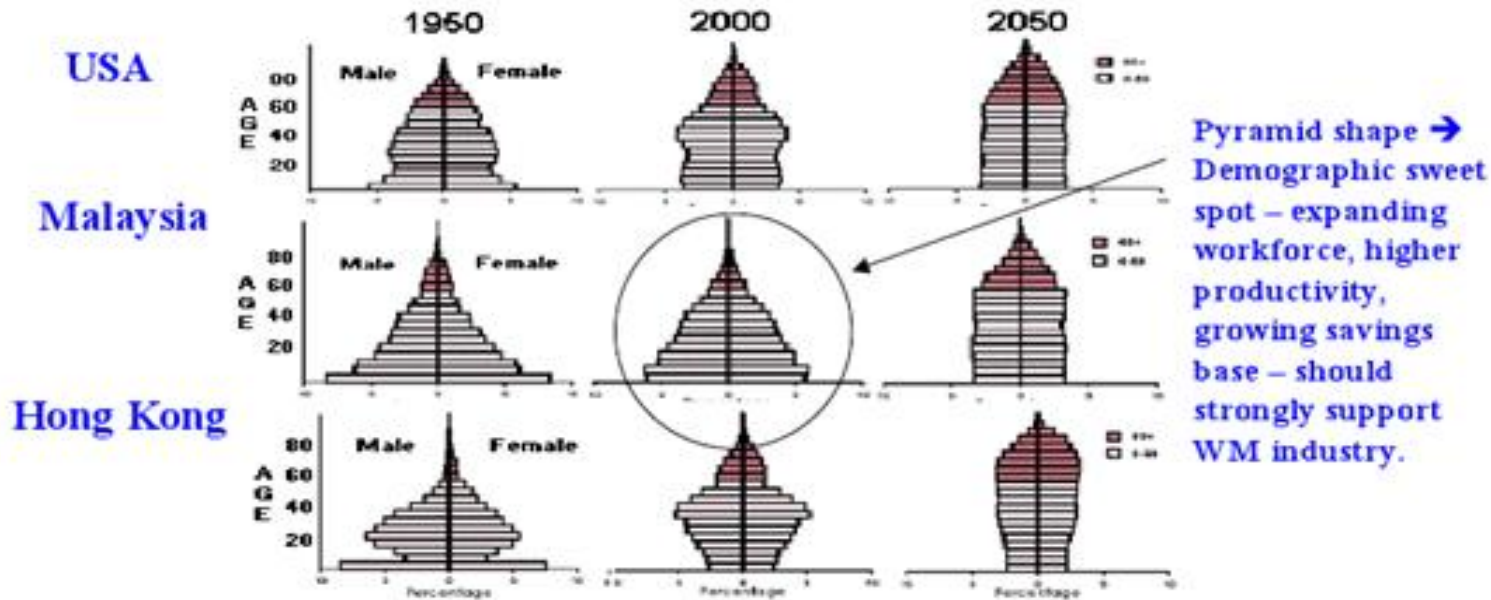 1950 2000 2050
USA
Male Female
AGE
60
40
20
Pyramid shape ➔
Demographic sweet
spot – expanding
workforce, higher
productivity,
growing savings
base – should
strongly support
WM industry.
Malaysia
Male Female
AGE
80
60
40
20
Hong Kong
Male Female
AGE
80
60
40
20
Percentage Percentage Percentage